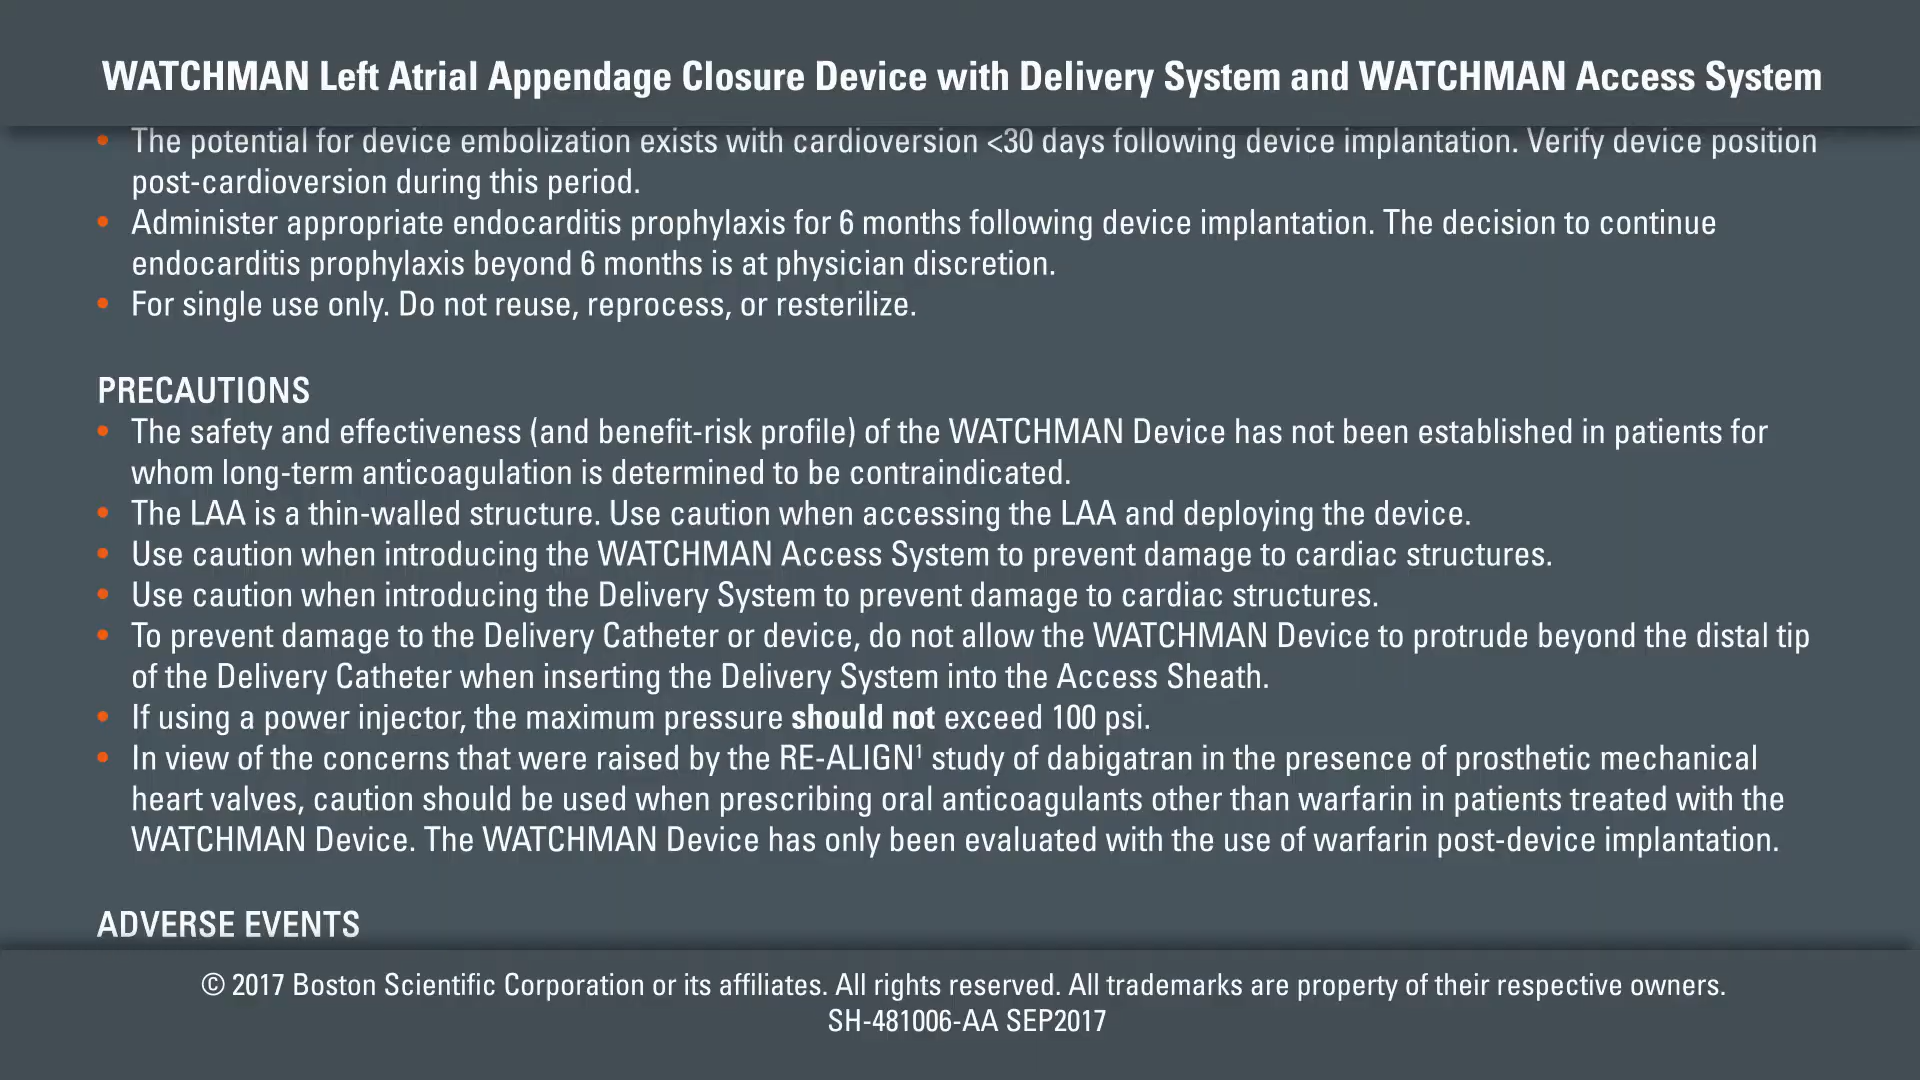 WATCHMAN Left Atrial Appendage Closure Device with Delivery System and WATCHMAN Access System
• The potential for device embolization exists with cardioversion <30 days following device implantation. Verify device position
post-cardioversion during this period.
• Administer appropriate endocarditis prophylaxis for 6 months following device implantation. The decision to continue
endocarditis prophylaxis beyond 6 months is at physician discretion.
• For single use only. Do not reuse, reprocess, or resterilize.
PRECAUTIONS
• The safety and effectiveness (and benefit-risk profile) of the WATCHMAN Device has not been established in patients for
whom long-term anticoagulation is determined to be contraindicated.
• The LAA is a thin-walled structure. Use caution when accessing the LAA and deploying the device.
• Use caution when introducing the WATCHMAN Access System to prevent damage to cardiac structures.
• Use caution when introducing the Delivery System to prevent damage to cardiac structures.
• To prevent damage to the Delivery Catheter or device, do not allow the WATCHMAN Device to protrude beyond the distal tip
of the Delivery Catheter when inserting the Delivery System into the Access Sheath.
• If using a power injector, the maximum pressure should not exceed 100 psi.
• In view of the concerns that were raised by the RE-ALIGN¹ study of dabigatran in the presence of prosthetic mechanical
heart valves, caution should be used when prescribing oral anticoagulants other than warfarin in patients treated with the
WATCHMAN Device. The WATCHMAN Device has only been evaluated with the use of warfarin post-device implantation.
ADVERSE EVENTS
© 2017 Boston Scientific Corporation or its affiliates. All rights reserved. All trademarks are property of their respective owners.
SH-481006-AA SEP2017